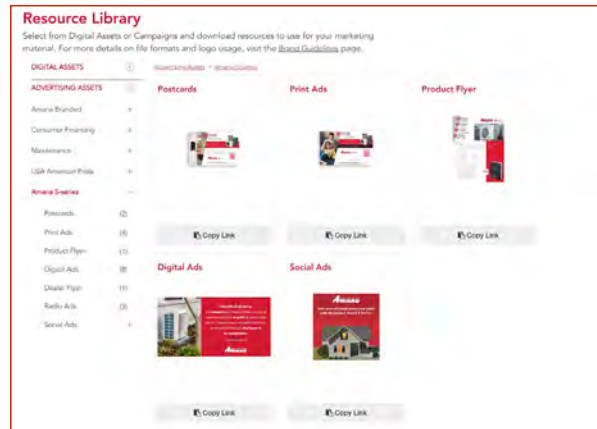 Resource Library
Select from Digital Assets or Campaigns and download resources to use for your marketing
material. For more details on file formats and logo usage, visit the Brand Guidelines page.
DIGITAL ASSETS
ADVERTISING ASSETS
Amana Branded +
Consumer Financing +
Maintenance +
USA American Pride +
Amana S-series —
Postcards (2)
Print Ads (4)
Product Flyer (1)
Digital Ads (8)
Dealer Flyer (1)
Radio Ads (3)
Social Ads +
Postcards
Print Ads
Product Flyer
Copy Link
Copy Link
Copy Link
Digital Ads
Social Ads
Amana
Amana
Copy Link
Copy Link